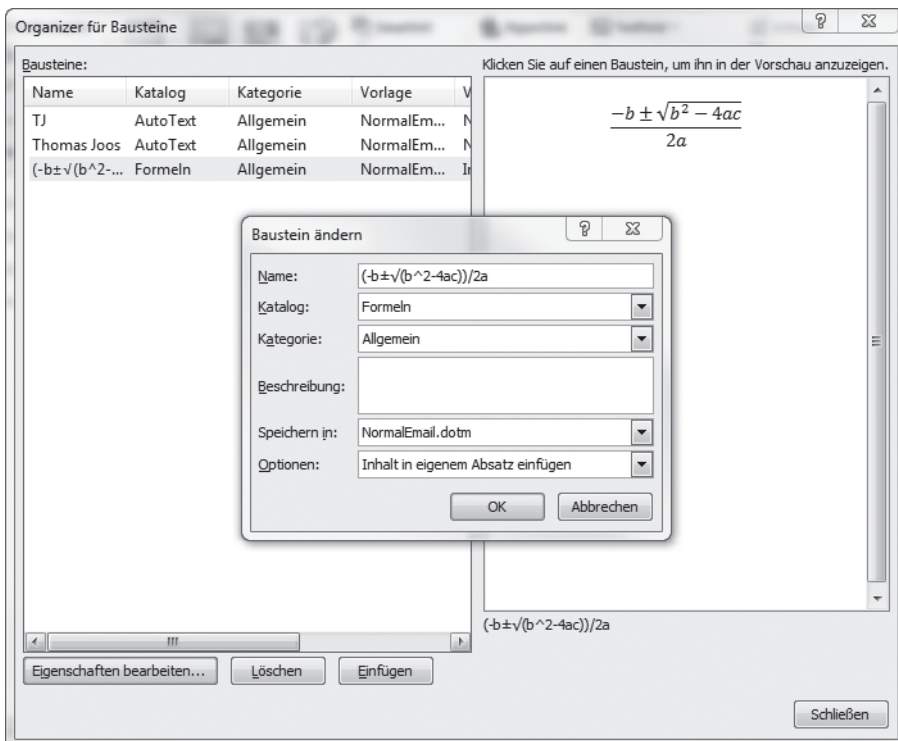 Organizer für Bausteine
Bausteine:
Klicken Sie auf einen Baustein, um ihn in der Vorschau anzuzeigen.
Name Katalog Kategorie Vorlage V
TJ AutoText Allgemein NormalEm... N
Thomas Joos AutoText Allgemein NormalEm... N
(-b±√(b^2-... Formeln Allgemein NormalEm... Ir
−b ± √b² − 4ac
2a
Baustein ändern
Name: (-b±√(b^2-4ac))/2a
Katalog: Formeln
Kategorie: Allgemein
Beschreibung:
Speichern in: NormalEmail.dotm
Optionen: Inhalt in eigenem Absatz einfügen
OK Abbrechen
(-b±√(b^2-4ac))/2a
Eigenschaften bearbeiten... Löschen Einfügen
Schließen